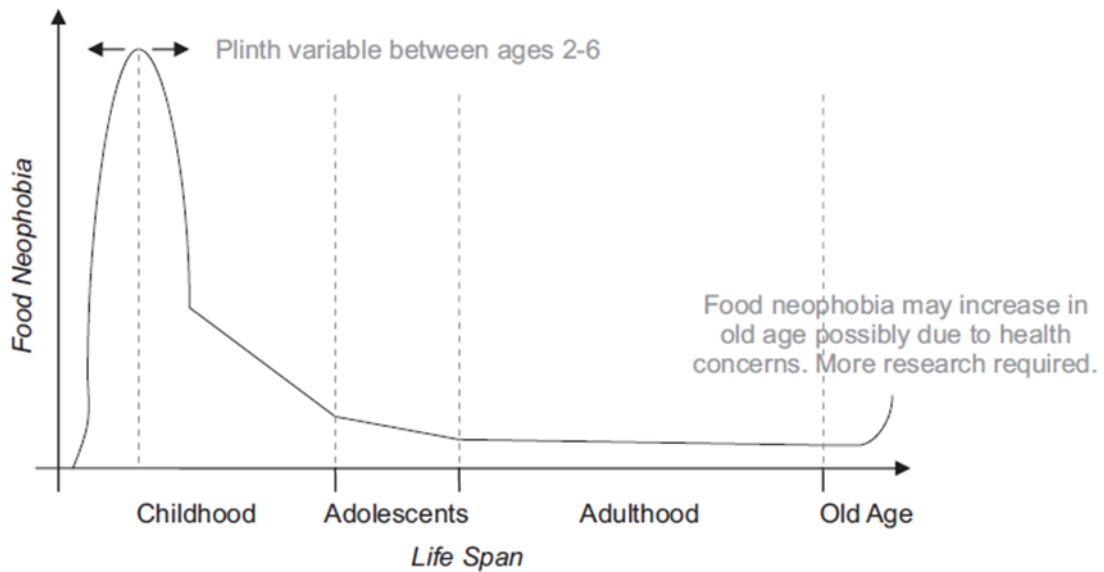 Plinth variable between ages 2-6
Food Neophobia
Food neophobia may increase in
old age possibly due to health
concerns. More research required.
Childhood
Adolescents
Adulthood
Old Age
Life Span